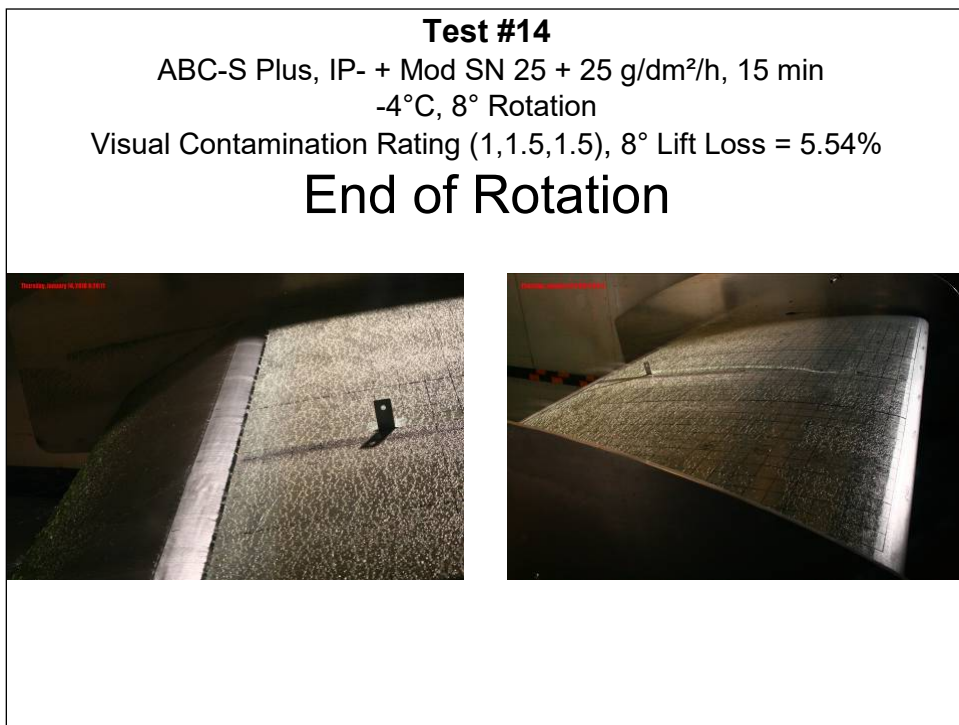 Test #14
ABC-S Plus, IP- + Mod SN 25 + 25 g/dm²/h, 15 min
-4°C, 8° Rotation
Visual Contamination Rating (1,1.5,1.5), 8° Lift Loss = 5.54%
End of Rotation